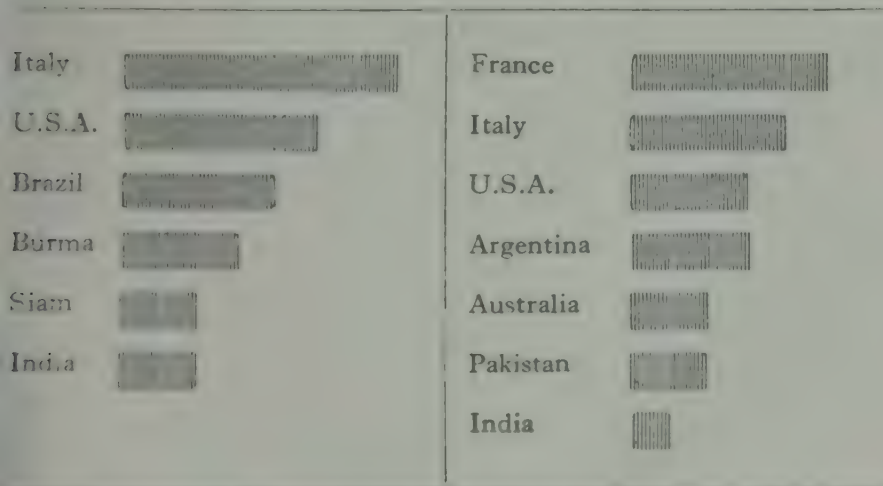 Italy
U.S.A.
Brazil
Burma
Siam
India
France
Italy
U.S.A.
Argentina
Australia
Pakistan
India